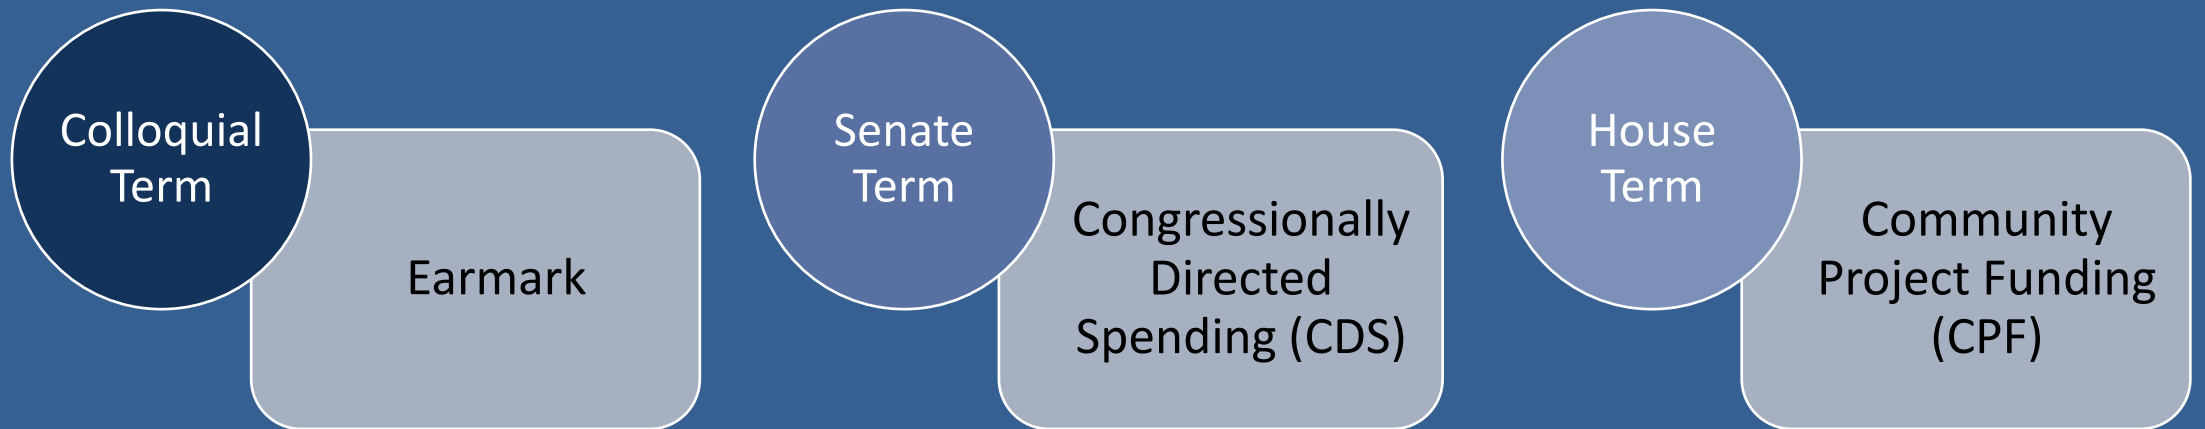 Colloquial
Term
Earmark
Senate
Term
Congressionally
Directed
Spending (CDS)
House
Term
Community
Project Funding
(CPF)